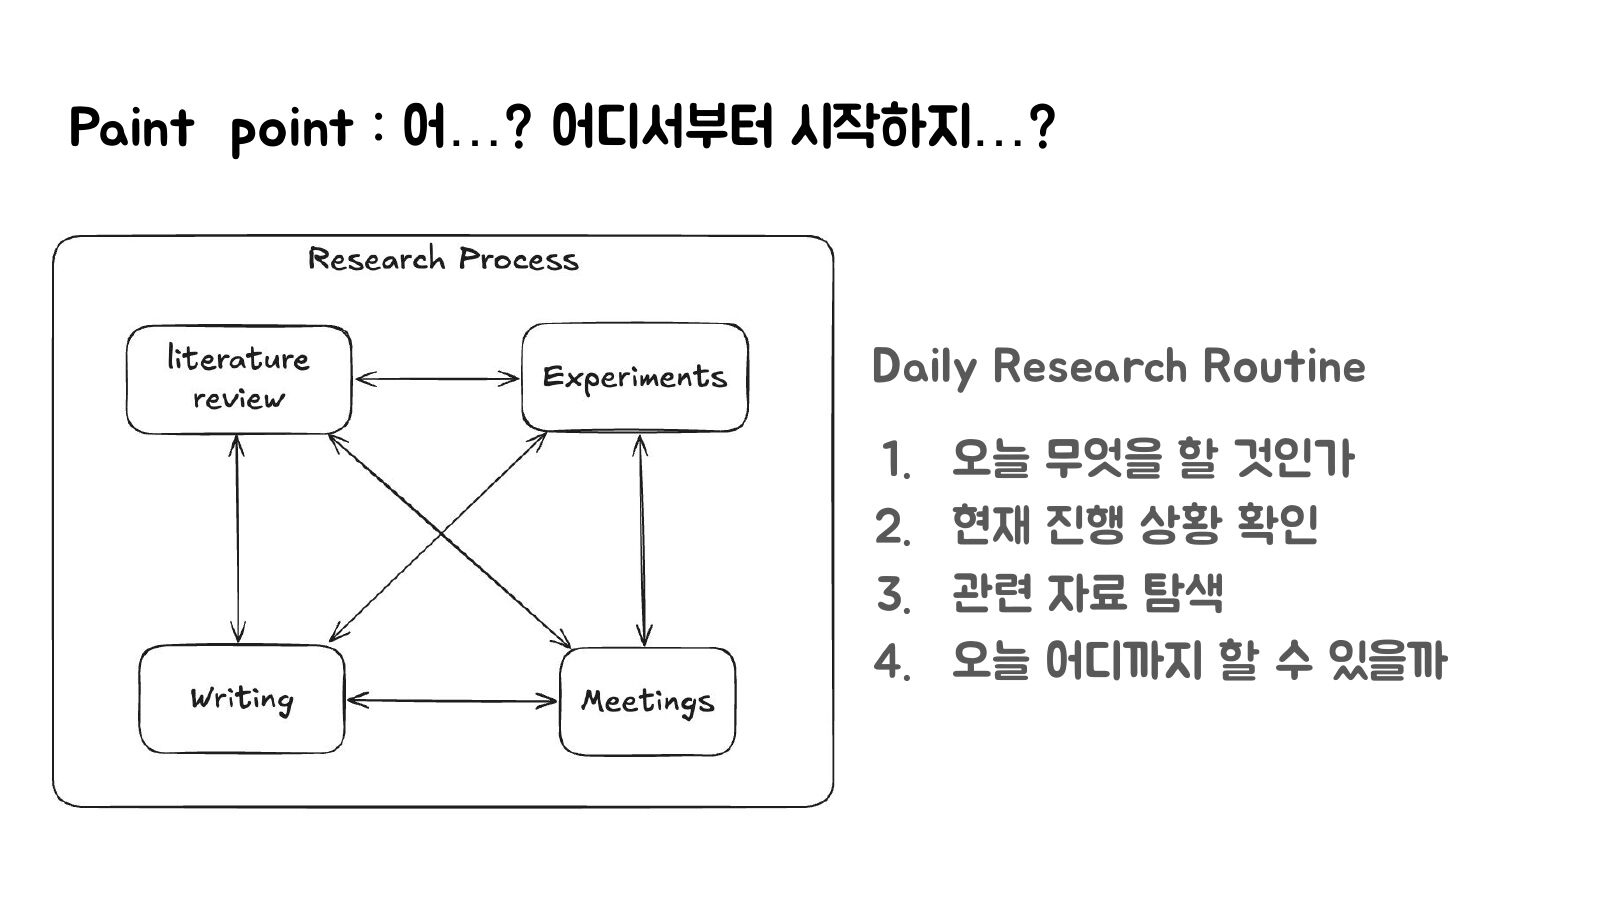 Paint point : 어...? 어디서부터 시작하지...?
Research Process
literature
review
Experiments
Writing
Meetings
Daily Research Routine
1. 오늘 무엇을 할 것인가
2. 현재 진행 상황 확인
3. 관련 자료 탐색
4. 오늘 어디까지 할 수 있을까